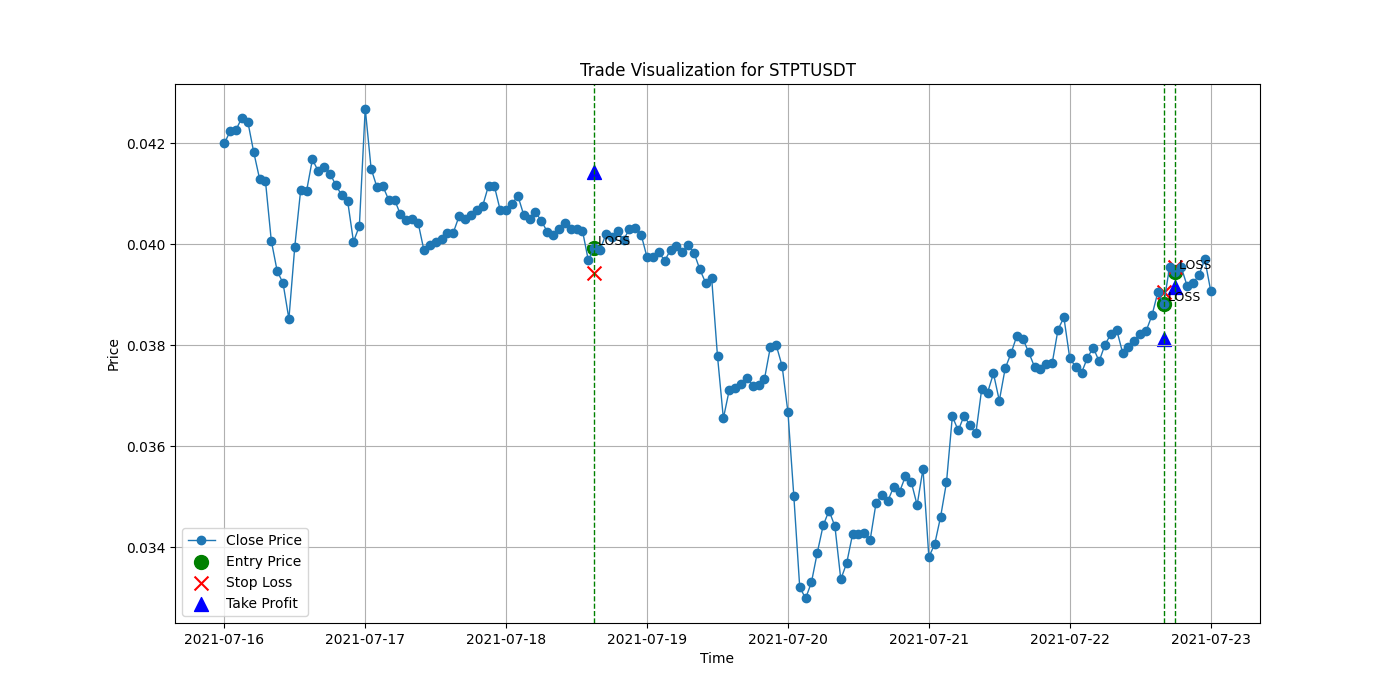 Trade Visualization for STPTUSDT
Price
0.042
0.040
0.038
0.036
0.034
LOSS
LOSS
LOSS
Close Price
Entry Price
Stop Loss
Take Profit
2021-07-16 2021-07-17 2021-07-18 2021-07-19 2021-07-20 2021-07-21 2021-07-22 2021-07-23
Time